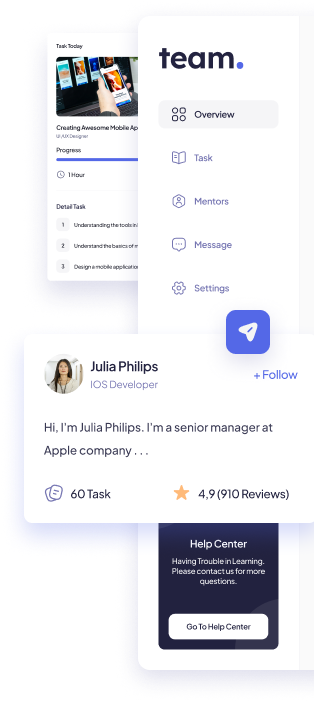 team.
Task Today
Creating Awesome Mobile Ap
UI/UX Designer
Progress
1 Hour
Detail Task
1 Understanding the tools in
2 Understand the basics of m
3 Design a mobile application
Overview
Task
Mentors
Message
Settings
Julia Philips
IOS Developer
+ Follow
Hi, I'm Julia Philips. I'm a senior manager at
Apple company . . .
60 Task
4,9 (910 Reviews)
Help Center
Having Trouble in Learning.
Please contact us for more
questions.
Go To Help Center